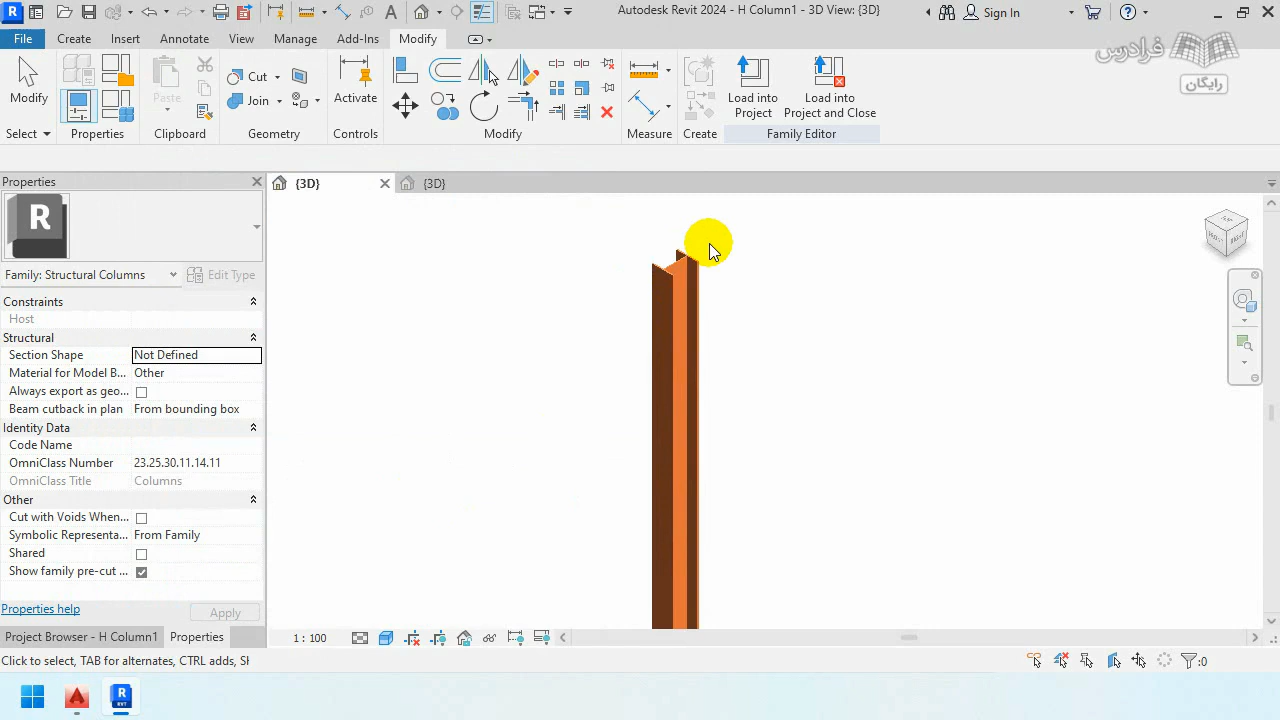 Autodesk Revit 2024 - H Column1 - 3D View: {3D}
Sign In
File
Create
Insert
Annotate
View
Manage
Add-Ins
Modify
فرادرس
رایگان
Modify
Paste
Cut
Join
Activate
Load into
Project
Load into
Project and Close
Select
Properties
Clipboard
Geometry
Controls
Modify
Measure
Create
Family Editor
Properties
{3D}
{3D}
R
Family: Structural Columns
Edit Type
Constraints
Host
Structural
Section Shape
Not Defined
Material for Model B...
Other
Always export as geo...
Beam cutback in plan
From bounding box
Identity Data
Code Name
OmniClass Number
23.25.30.11.14.11
OmniClass Title
Columns
Other
Cut with Voids When...
Symbolic Representa...
From Family
Shared
Show family pre-cut ...
Properties help
Apply
Project Browser - H Column1
Properties
1 : 100
Click to select, TAB for alternates, CTRL adds, SH
:0